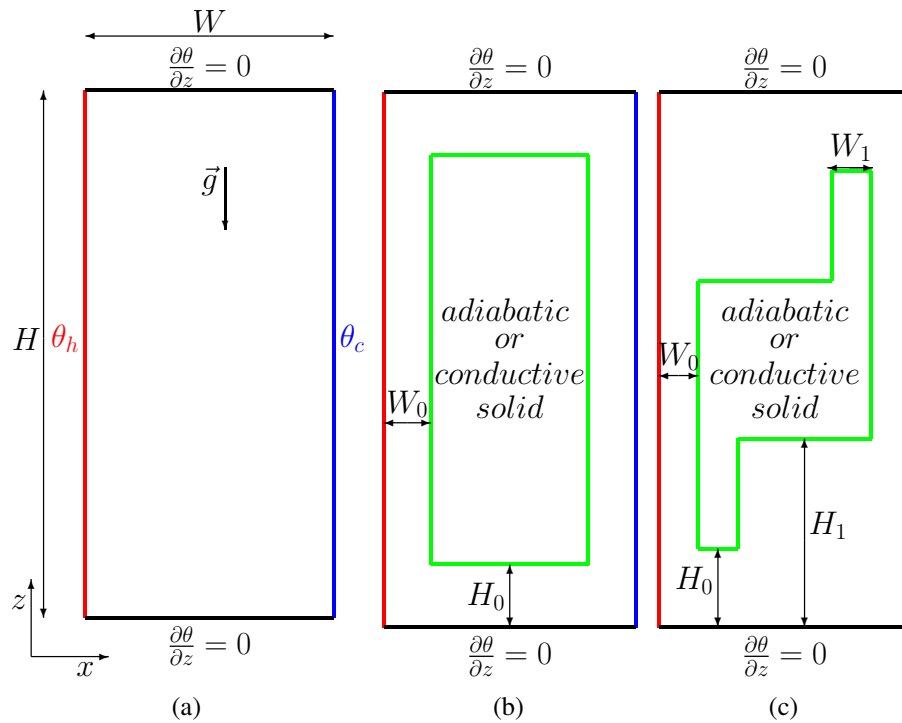 W
∂θ/∂z = 0
∂θ/∂z = 0
∂θ/∂z = 0
W₁
g⃗
adiabatic
or
conductive
solid
adiabatic
or
conductive
solid
H
θₕ
θ_c
W₀
W₀
H₁
H₀
H₀
z
x
∂θ/∂z = 0
∂θ/∂z = 0
∂θ/∂z = 0
(a)
(b)
(c)